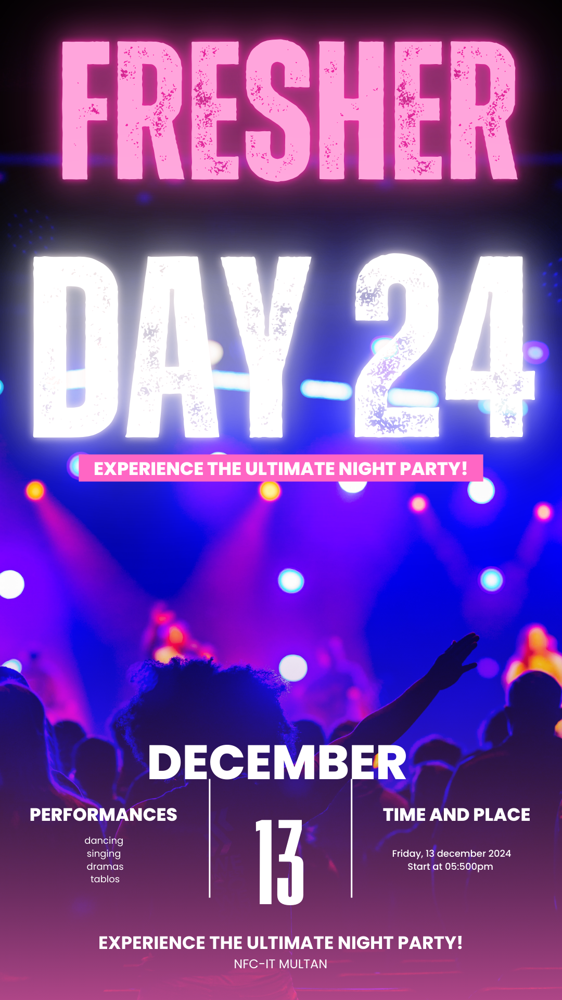 FRESHER
DAY 24
EXPERIENCE THE ULTIMATE NIGHT PARTY!
DECEMBER
PERFORMANCES
dancing
singing
dramas
tablos
13
TIME AND PLACE
Friday, 13 december 2024
Start at 05:500pm
EXPERIENCE THE ULTIMATE NIGHT PARTY!
NFC-IT MULTAN